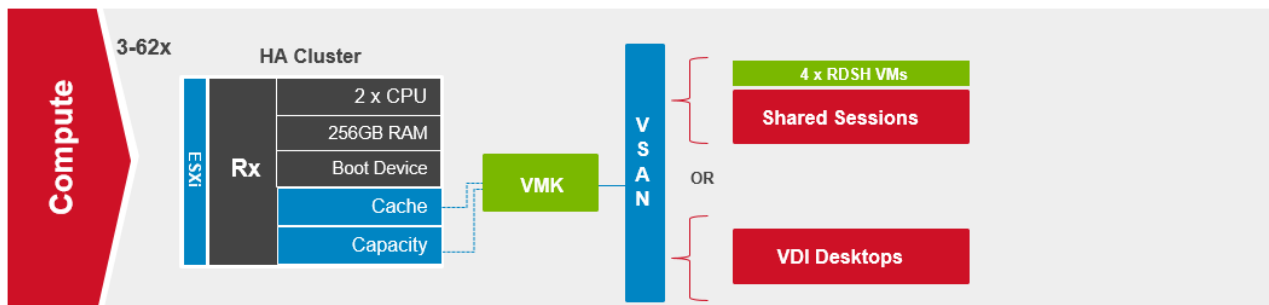 Compute
3-62x
HA Cluster
ESXi
Rx
2 x CPU
256GB RAM
Boot Device
Cache
Capacity
VMK
VSAN
4 x RDSH VMs
Shared Sessions
OR
VDI Desktops